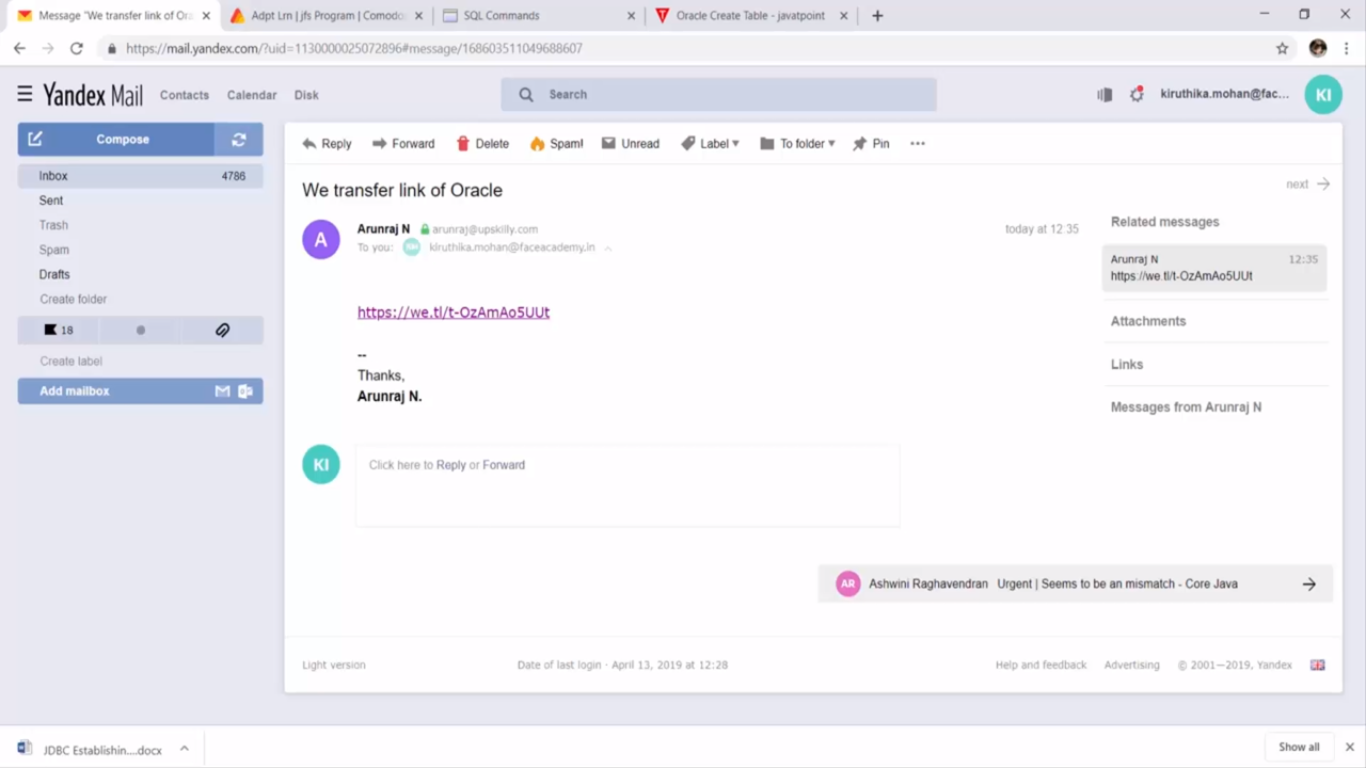 Message "We transfer link of Ora
Adpt Lrn | jfs Program | Comodo
SQL Commands
Oracle Create Table - javatpoint
https://mail.yandex.com/?uid=1130000025072896#message/168603511049688607
Yandex Mail
Contacts
Calendar
Disk
Search
kiruthika.mohan@fac...
KI
Compose
Reply
Forward
Delete
Spam!
Unread
Label
To folder
Pin
Inbox 4786
Sent
Trash
Spam
Drafts
Create folder
18
Create label
Add mailbox
We transfer link of Oracle
next
A
Arunraj N arunraj@upskilly.com
today at 12.35
To you: kiruthika.mohan@faceacademy.in
https://we.tl/t-OzAmAo5UUt
--
Thanks,
Arunraj N.
KI
Click here to Reply or Forward
Related messages
Arunraj N 12:35
https://we.tl/t-OzAmAo5UUt
Attachments
Links
Messages from Arunraj N
AR Ashwini Raghavendran Urgent | Seems to be an mismatch - Core Java
Light version
Date of last login · April 13, 2019 at 12:28
Help and feedback
Advertising
© 2001—2019, Yandex
JDBC Establishin....docx
Show all